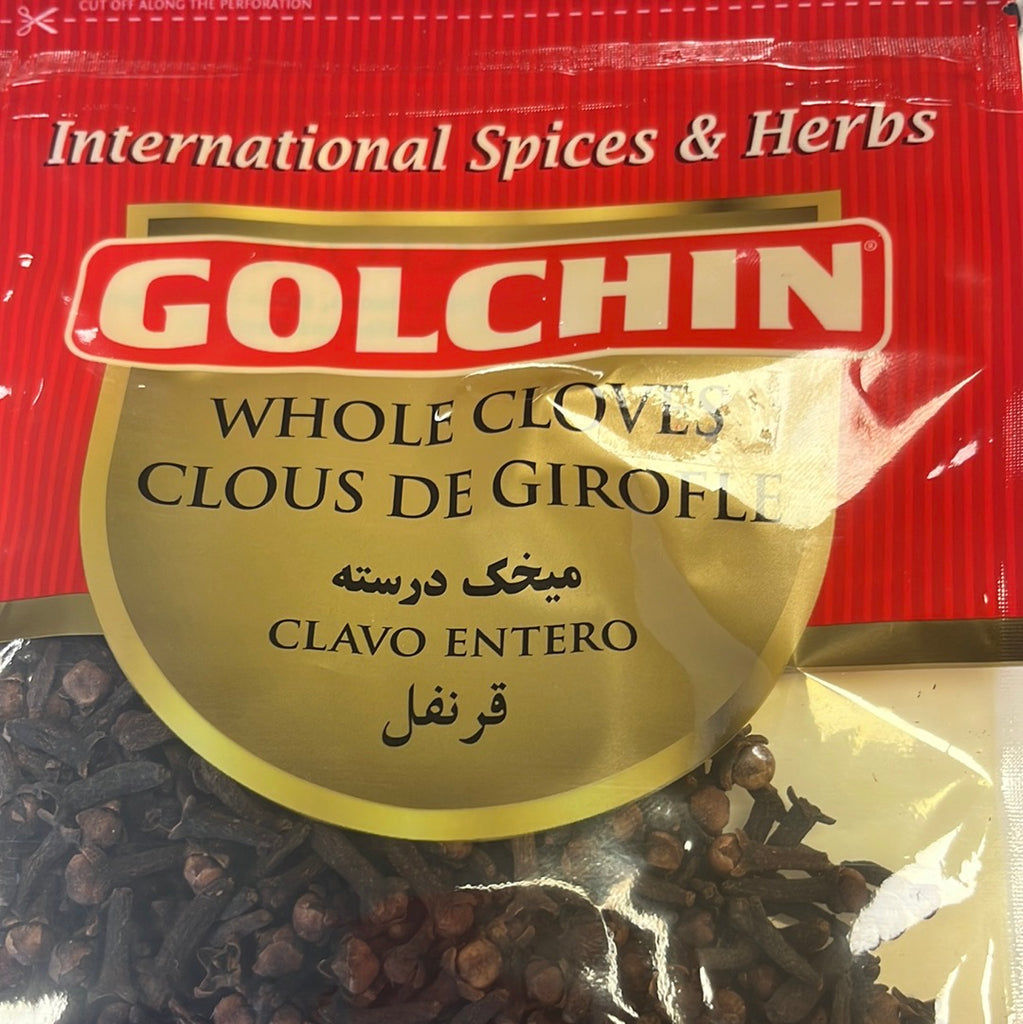 CUT OFF ALONG THE PERFORATION
International Spices & Herbs
GOLCHIN®
WHOLE CLOVES
CLOUS DE GIROFLE
میخک درسته
CLAVO ENTERO
قرنفل